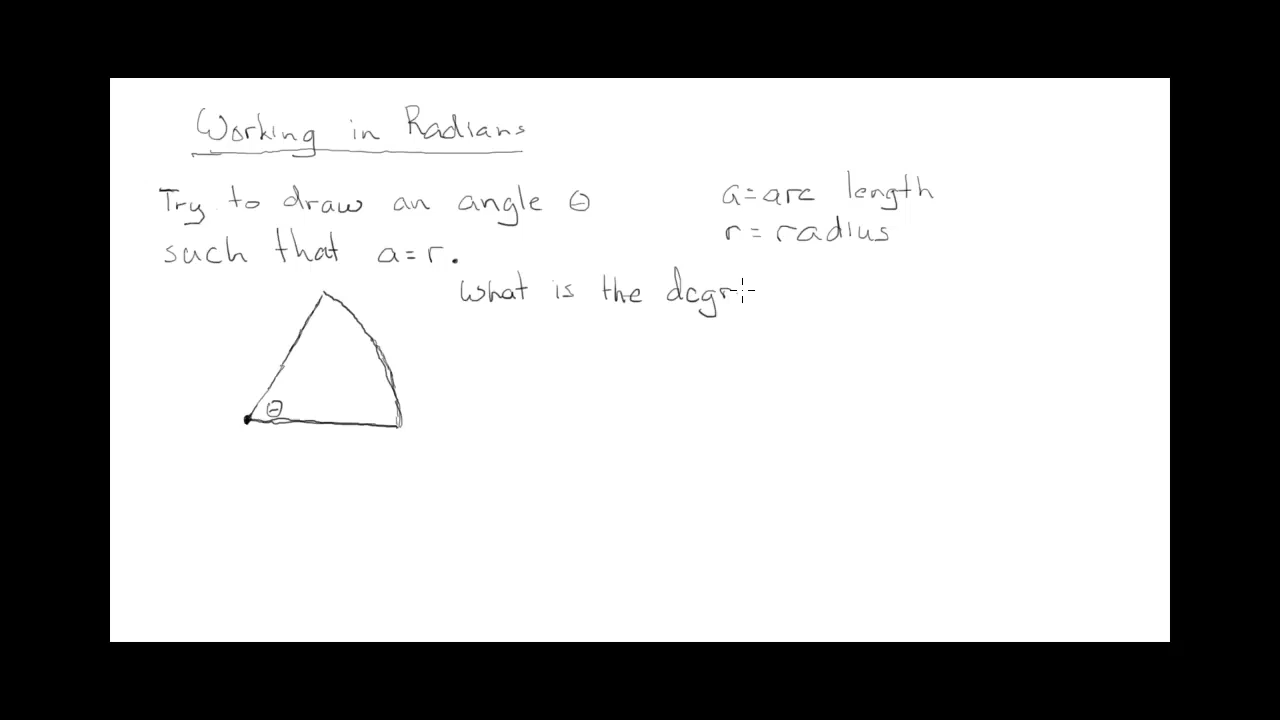 Working in Radians
Try to draw an angle θ
such that a=r.
a=arc length
r=radius
What is the degr
θ